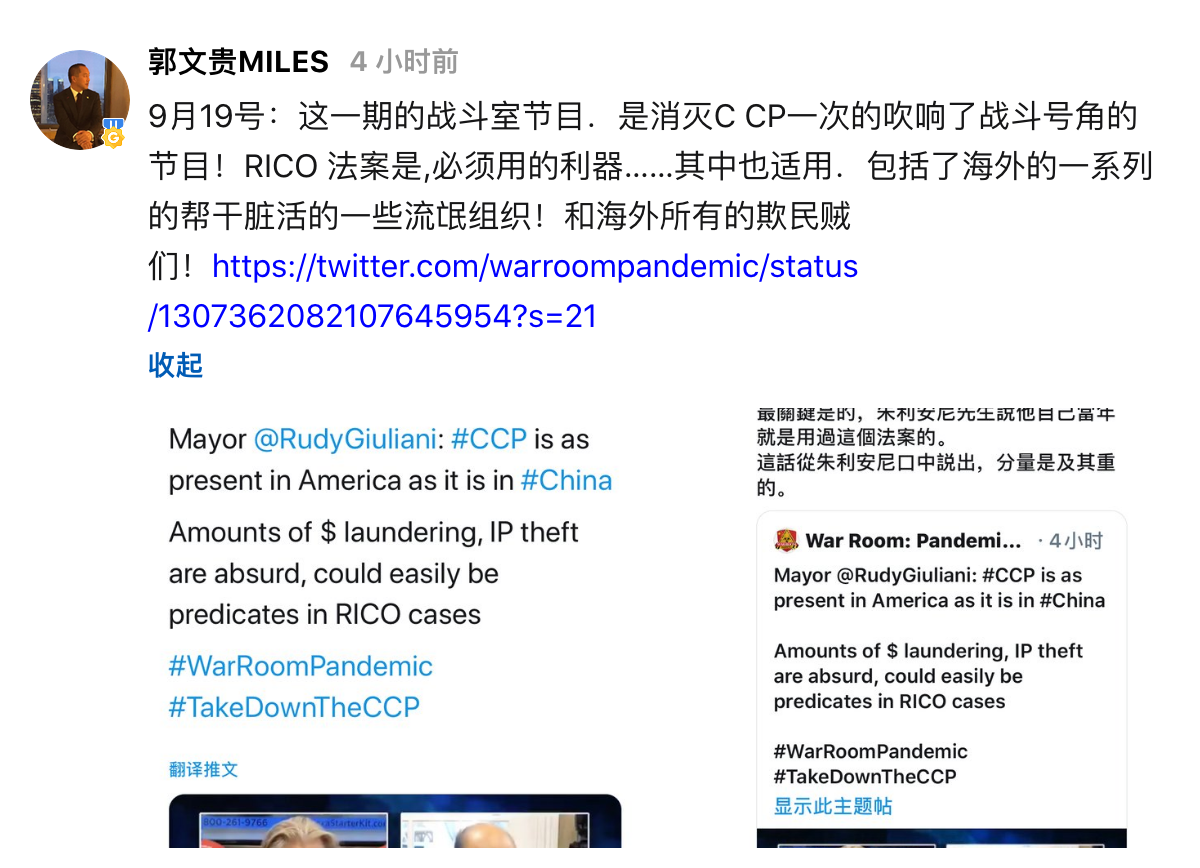 郭文贵MILES 4 小时前
9月19号：这一期的战斗室节目．是消灭C CP一次的吹响了战斗号角的
节目！RICO 法案是,必须用的利器……其中也适用．包括了海外的一系列
的帮干脏活的一些流氓组织！和海外所有的欺民贼
们！https://twitter.com/warroompandemic/status
/1307362082107645954?s=21
收起
Mayor @RudyGiuliani: #CCP is as
present in America as it is in #China
Amounts of $ laundering, IP theft
are absurd, could easily be
predicates in RICO cases
#WarRoomPandemic
#TakeDownTheCCP
翻译推文
800-261-9766
最關鍵是的，朱利安尼先生說他自己當年
就是用過這個法案的。
這話從朱利安尼口中説出，分量是及其重
的。
War Room: Pandemi... · 4小时
Mayor @RudyGiuliani: #CCP is as
present in America as it is in #China
Amounts of $ laundering, IP theft
are absurd, could easily be
predicates in RICO cases
#WarRoomPandemic
#TakeDownTheCCP
显示此主题帖